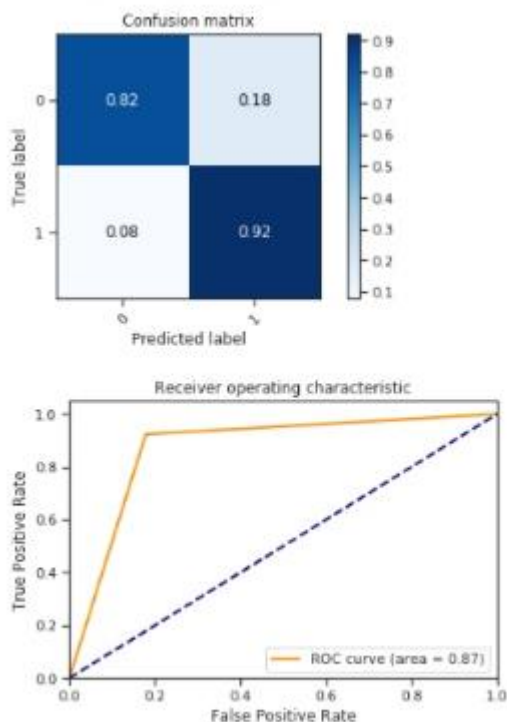 Confusion matrix
0.9
0.8
0.7
0.6
0.5
0.4
0.3
0.2
0.1
True label
0
1
0.82 0.18
0.08 0.92
0 1
Predicted label
Receiver operating characteristic
True Positive Rate
1.0
0.8
0.6
0.4
0.2
0.0
ROC curve (area = 0.87)
0.0 0.2 0.4 0.6 0.8 1.0
False Positive Rate